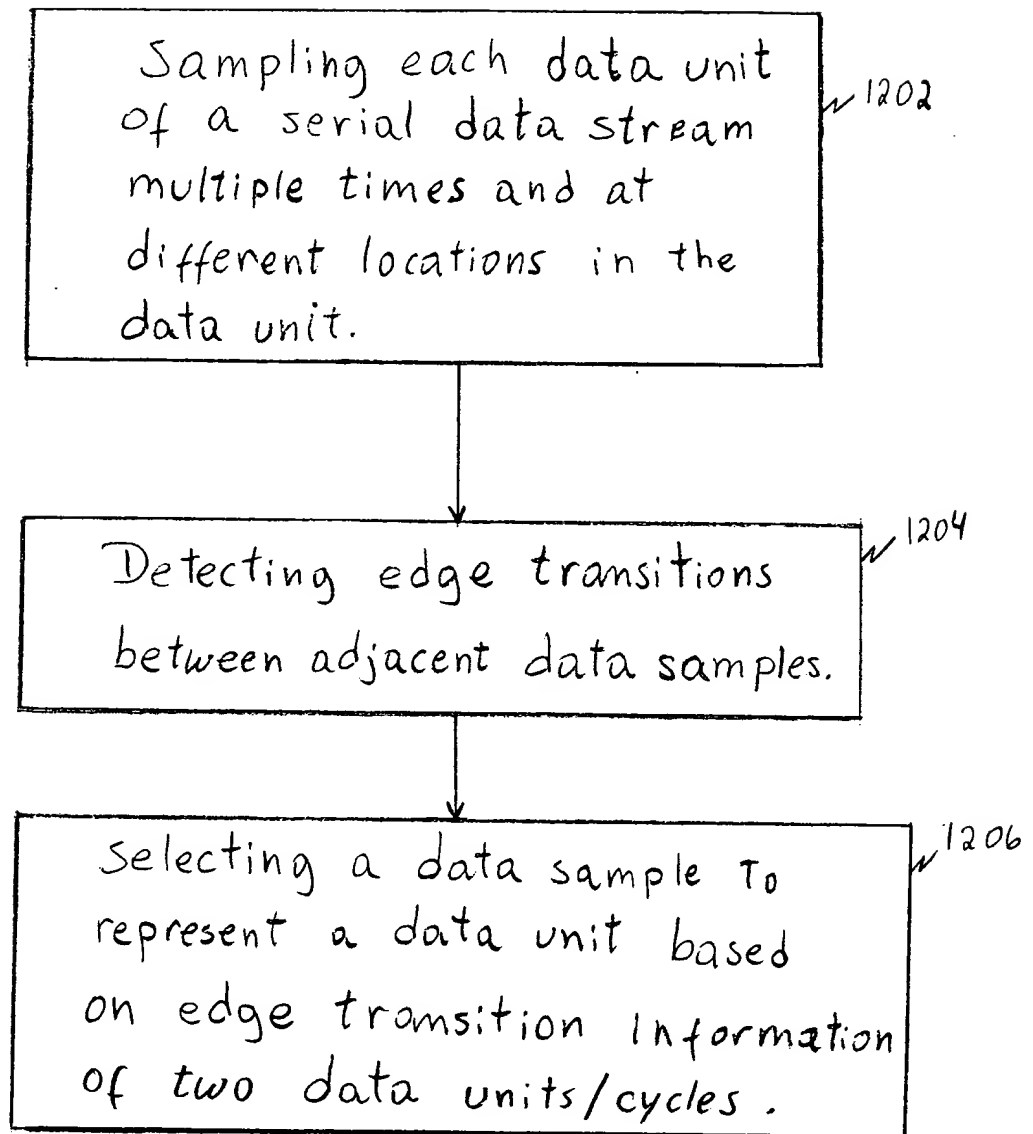 Sampling each data unit
of a serial data stream
multiple times and at
different locations in the
data unit.
1202
Detecting edge transitions
between adjacent data samples.
1204
Selecting a data sample To
represent a data unit based
on edge transition Information
of two data units/cycles.
1206